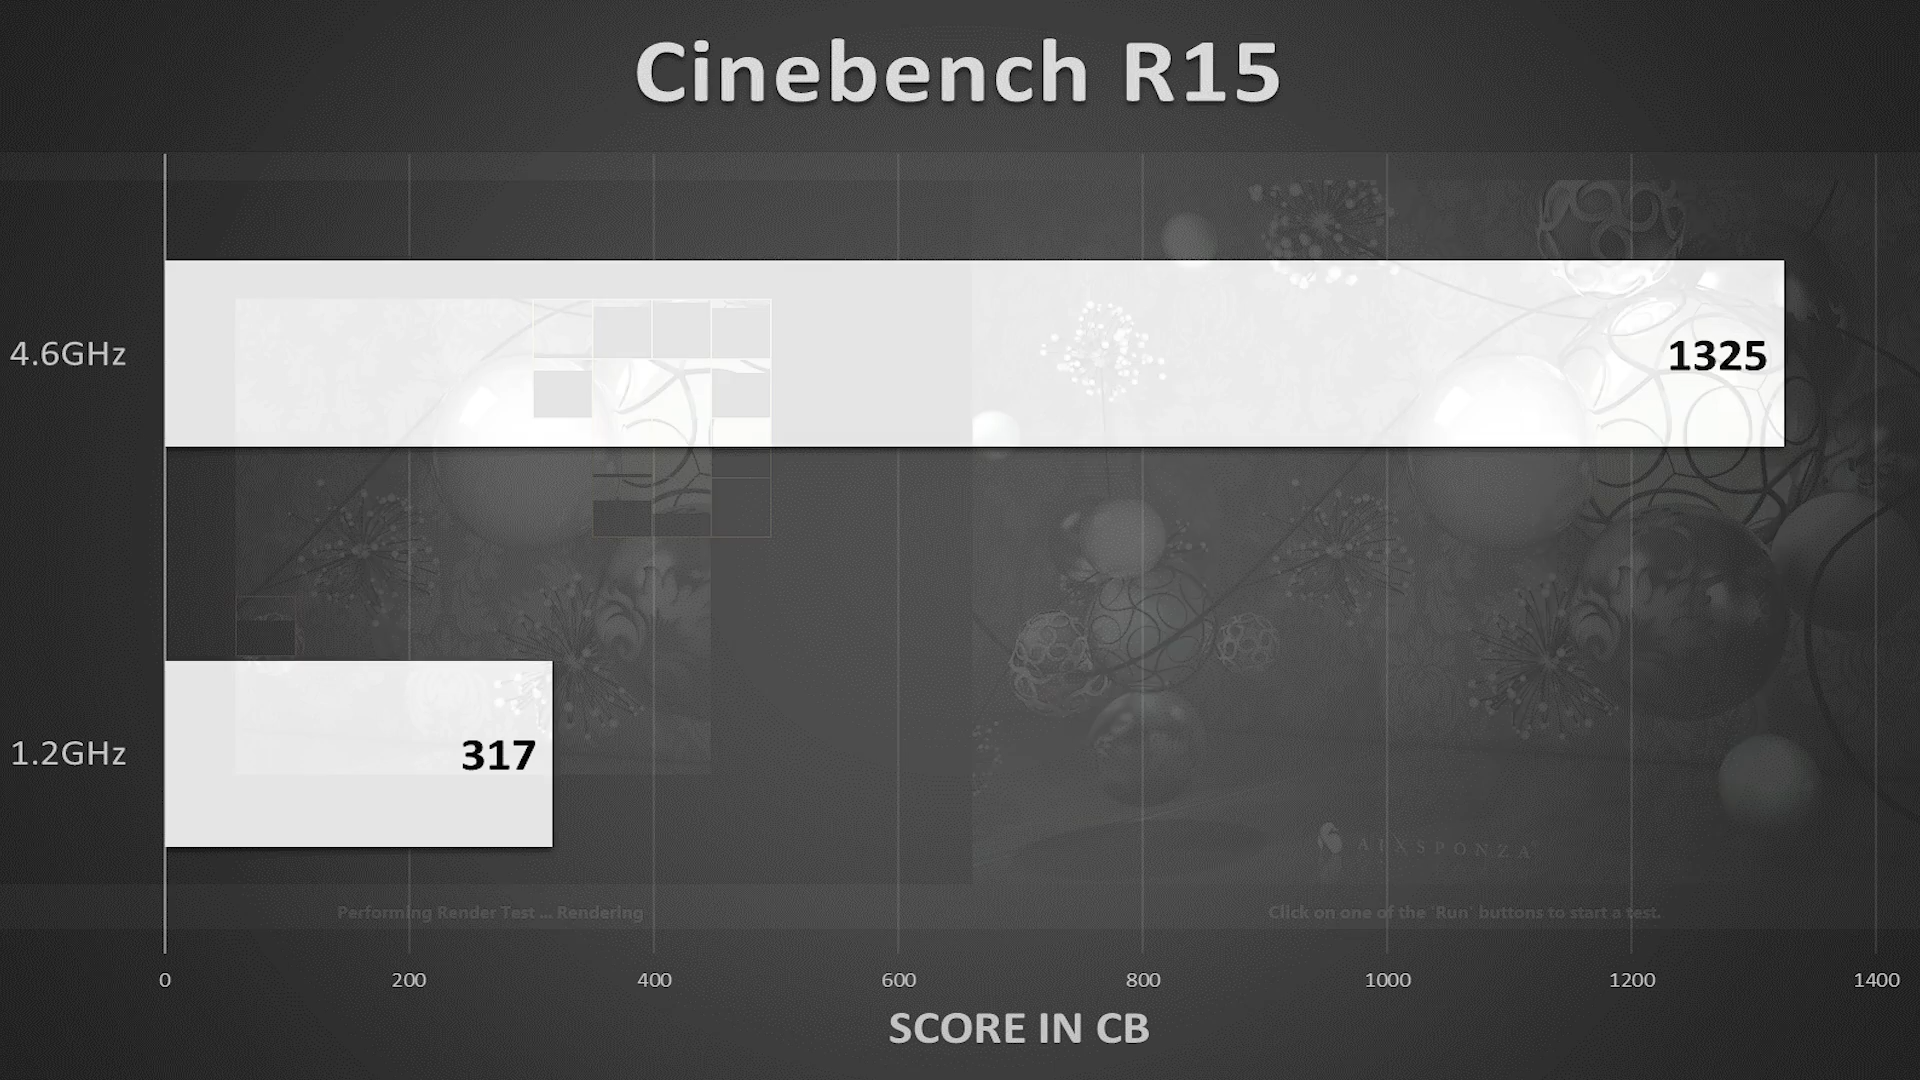 Cinebench R15
4.6GHz
1325
1.2GHz
317
AIXSPONZA
Performing Render Test ... Rendering
Click on one of the 'Run' buttons to start a test.
0 200 400 600 800 1000 1200 1400
SCORE IN CB